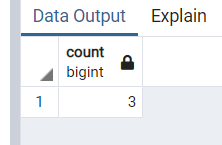 Data Output Explain
count
bigint
1 3